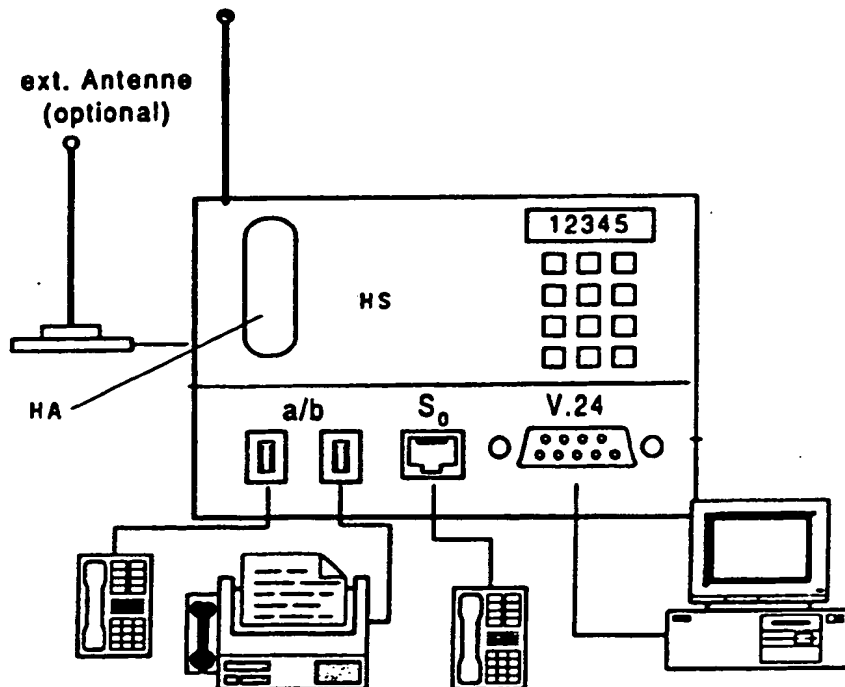 ext. Antenne
(optional)
12345
HS
HA
a/b
S₀
V.24